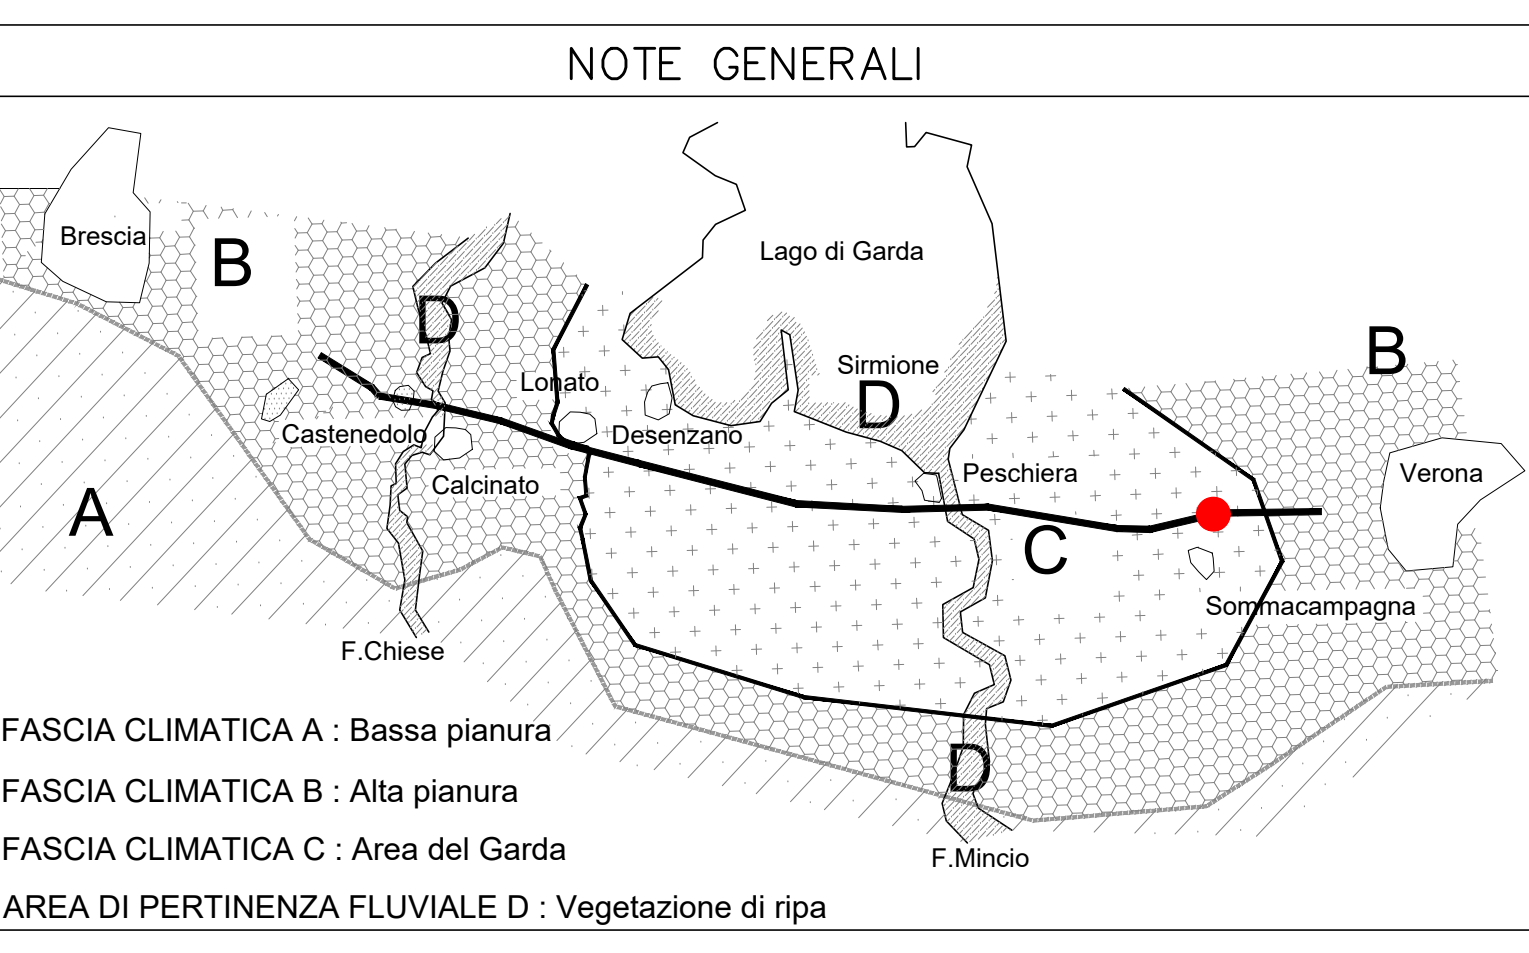 NOTE GENERALI
Brescia
B
Lago di Garda
D
B
Sirmione
Lonato
D
Castenedolo
Desenzano
Calcinato
Peschiera
Verona
A
C
Sommacampagna
F.Chiese
FASCIA CLIMATICA A : Bassa pianura
D
FASCIA CLIMATICA B : Alta pianura
FASCIA CLIMATICA C : Area del Garda
F.Mincio
AREA DI PERTINENZA FLUVIALE D : Vegetazione di ripa